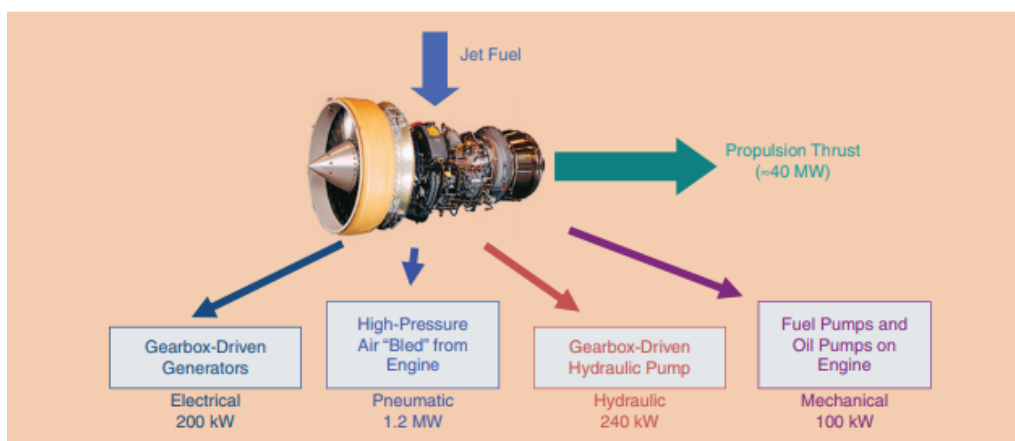 Jet Fuel
Propulsion Thrust
(≈40 MW)
Gearbox-Driven
Generators
Electrical
200 kW
High-Pressure
Air “Bled” from
Engine
Pneumatic
1.2 MW
Gearbox-Driven
Hydraulic Pump
Hydraulic
240 kW
Fuel Pumps and
Oil Pumps on
Engine
Mechanical
100 kW